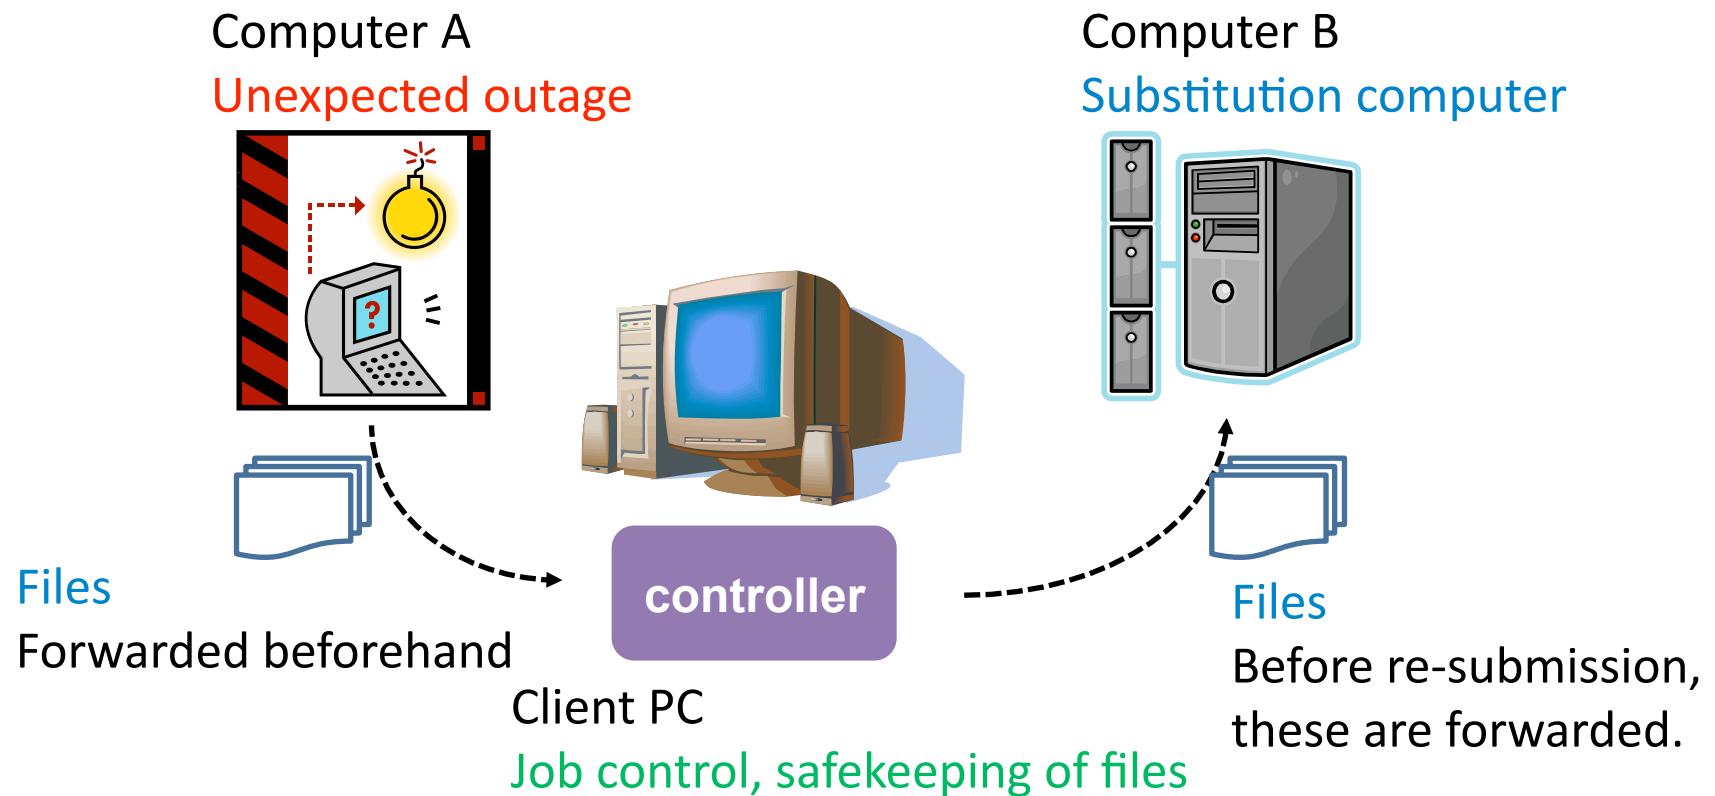 Computer A
Unexpected outage
Computer B
Substitution computer
?
Files
Forwarded beforehand
controller
Client PC
Job control, safekeeping of files
Files
Before re-submission,
these are forwarded.